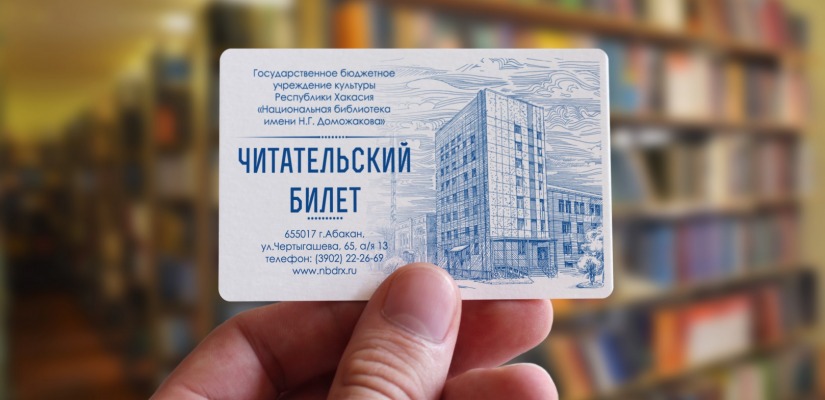 Государственное бюджетное
учреждение культуры
Республики Хакасия
«Национальная библиотека
имени Н.Г. Доможакова»
ЧИТАТЕЛЬСКИЙ
БИЛЕТ
655017 г.Абакан,
ул.Чертыгашева, 65, а/я 13
телефон: (3902) 22-26-69
www.nbdrx.ru